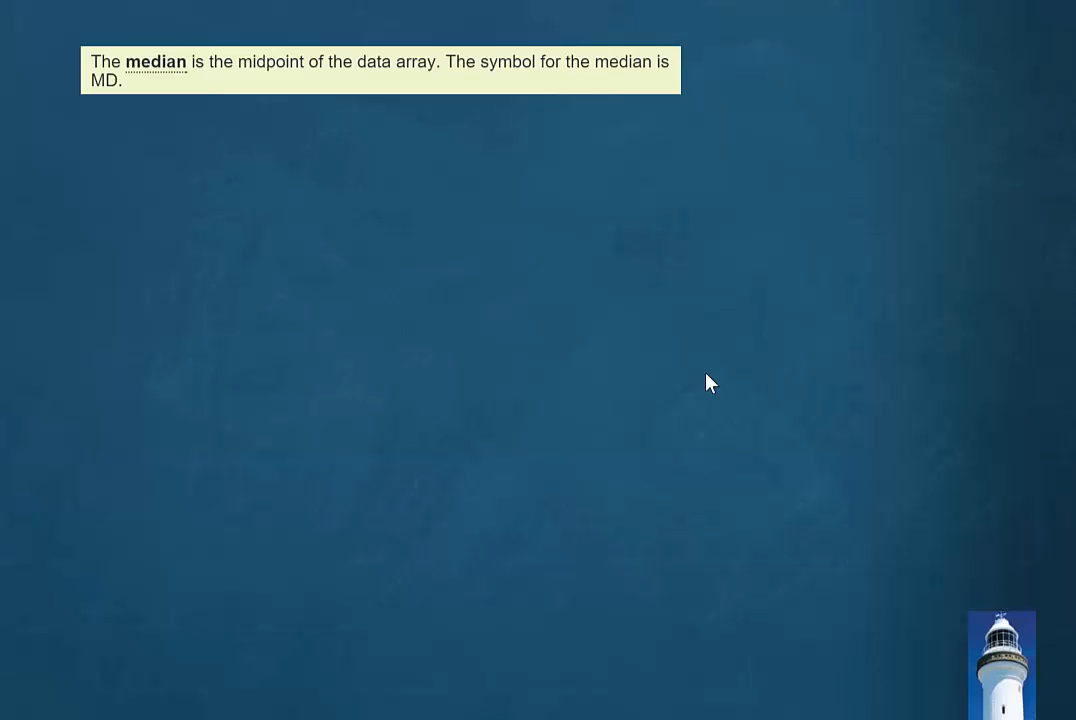 The median is the midpoint of the data array. The symbol for the median is
MD.